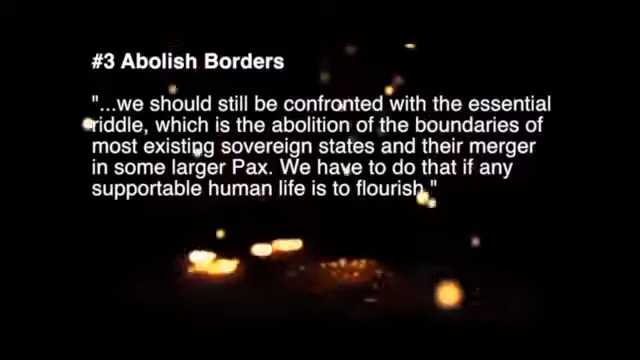 #3 Abolish Borders
"...we should still be confronted with the essential
riddle, which is the abolition of the boundaries of
most existing sovereign states and their merger
in some larger Pax. We have to do that if any
supportable human life is to flourish."